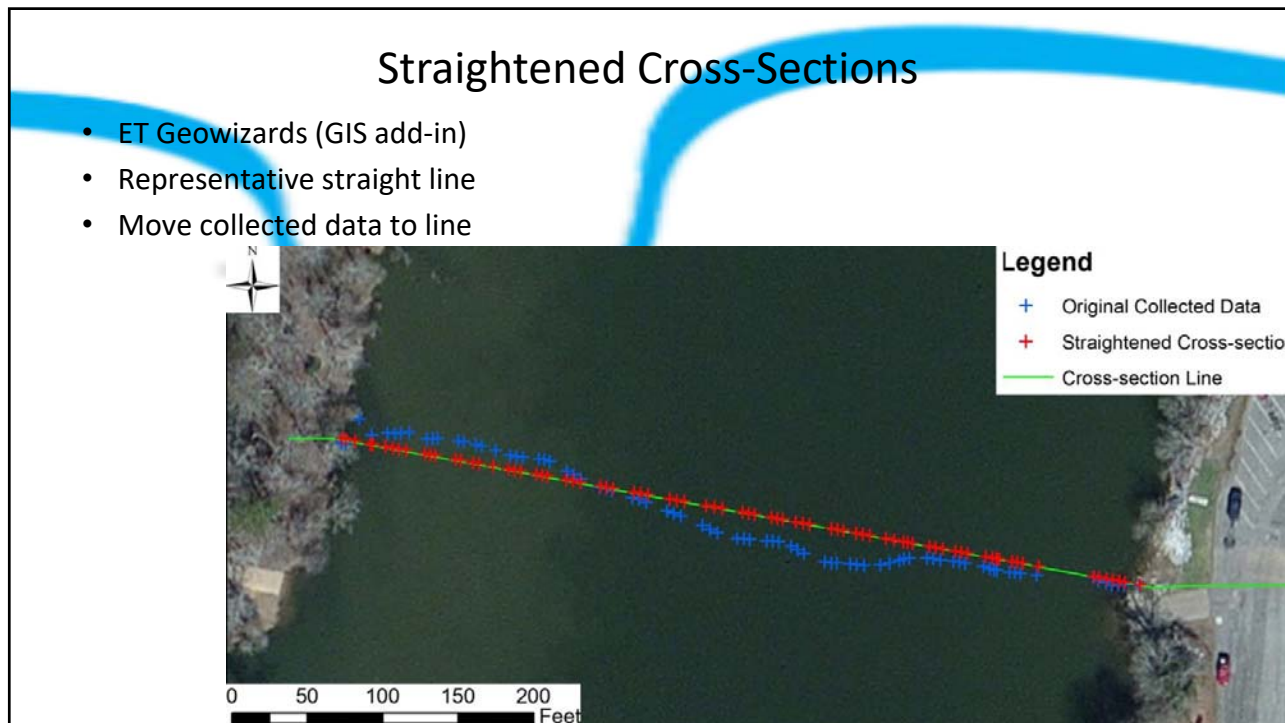 Straightened Cross-Sections
• ET Geowizards (GIS add-in)
• Representative straight line
• Move collected data to line
N
Legend
Original Collected Data
Straightened Cross-sectio
Cross-section Line
0 50 100 150 200
Feet